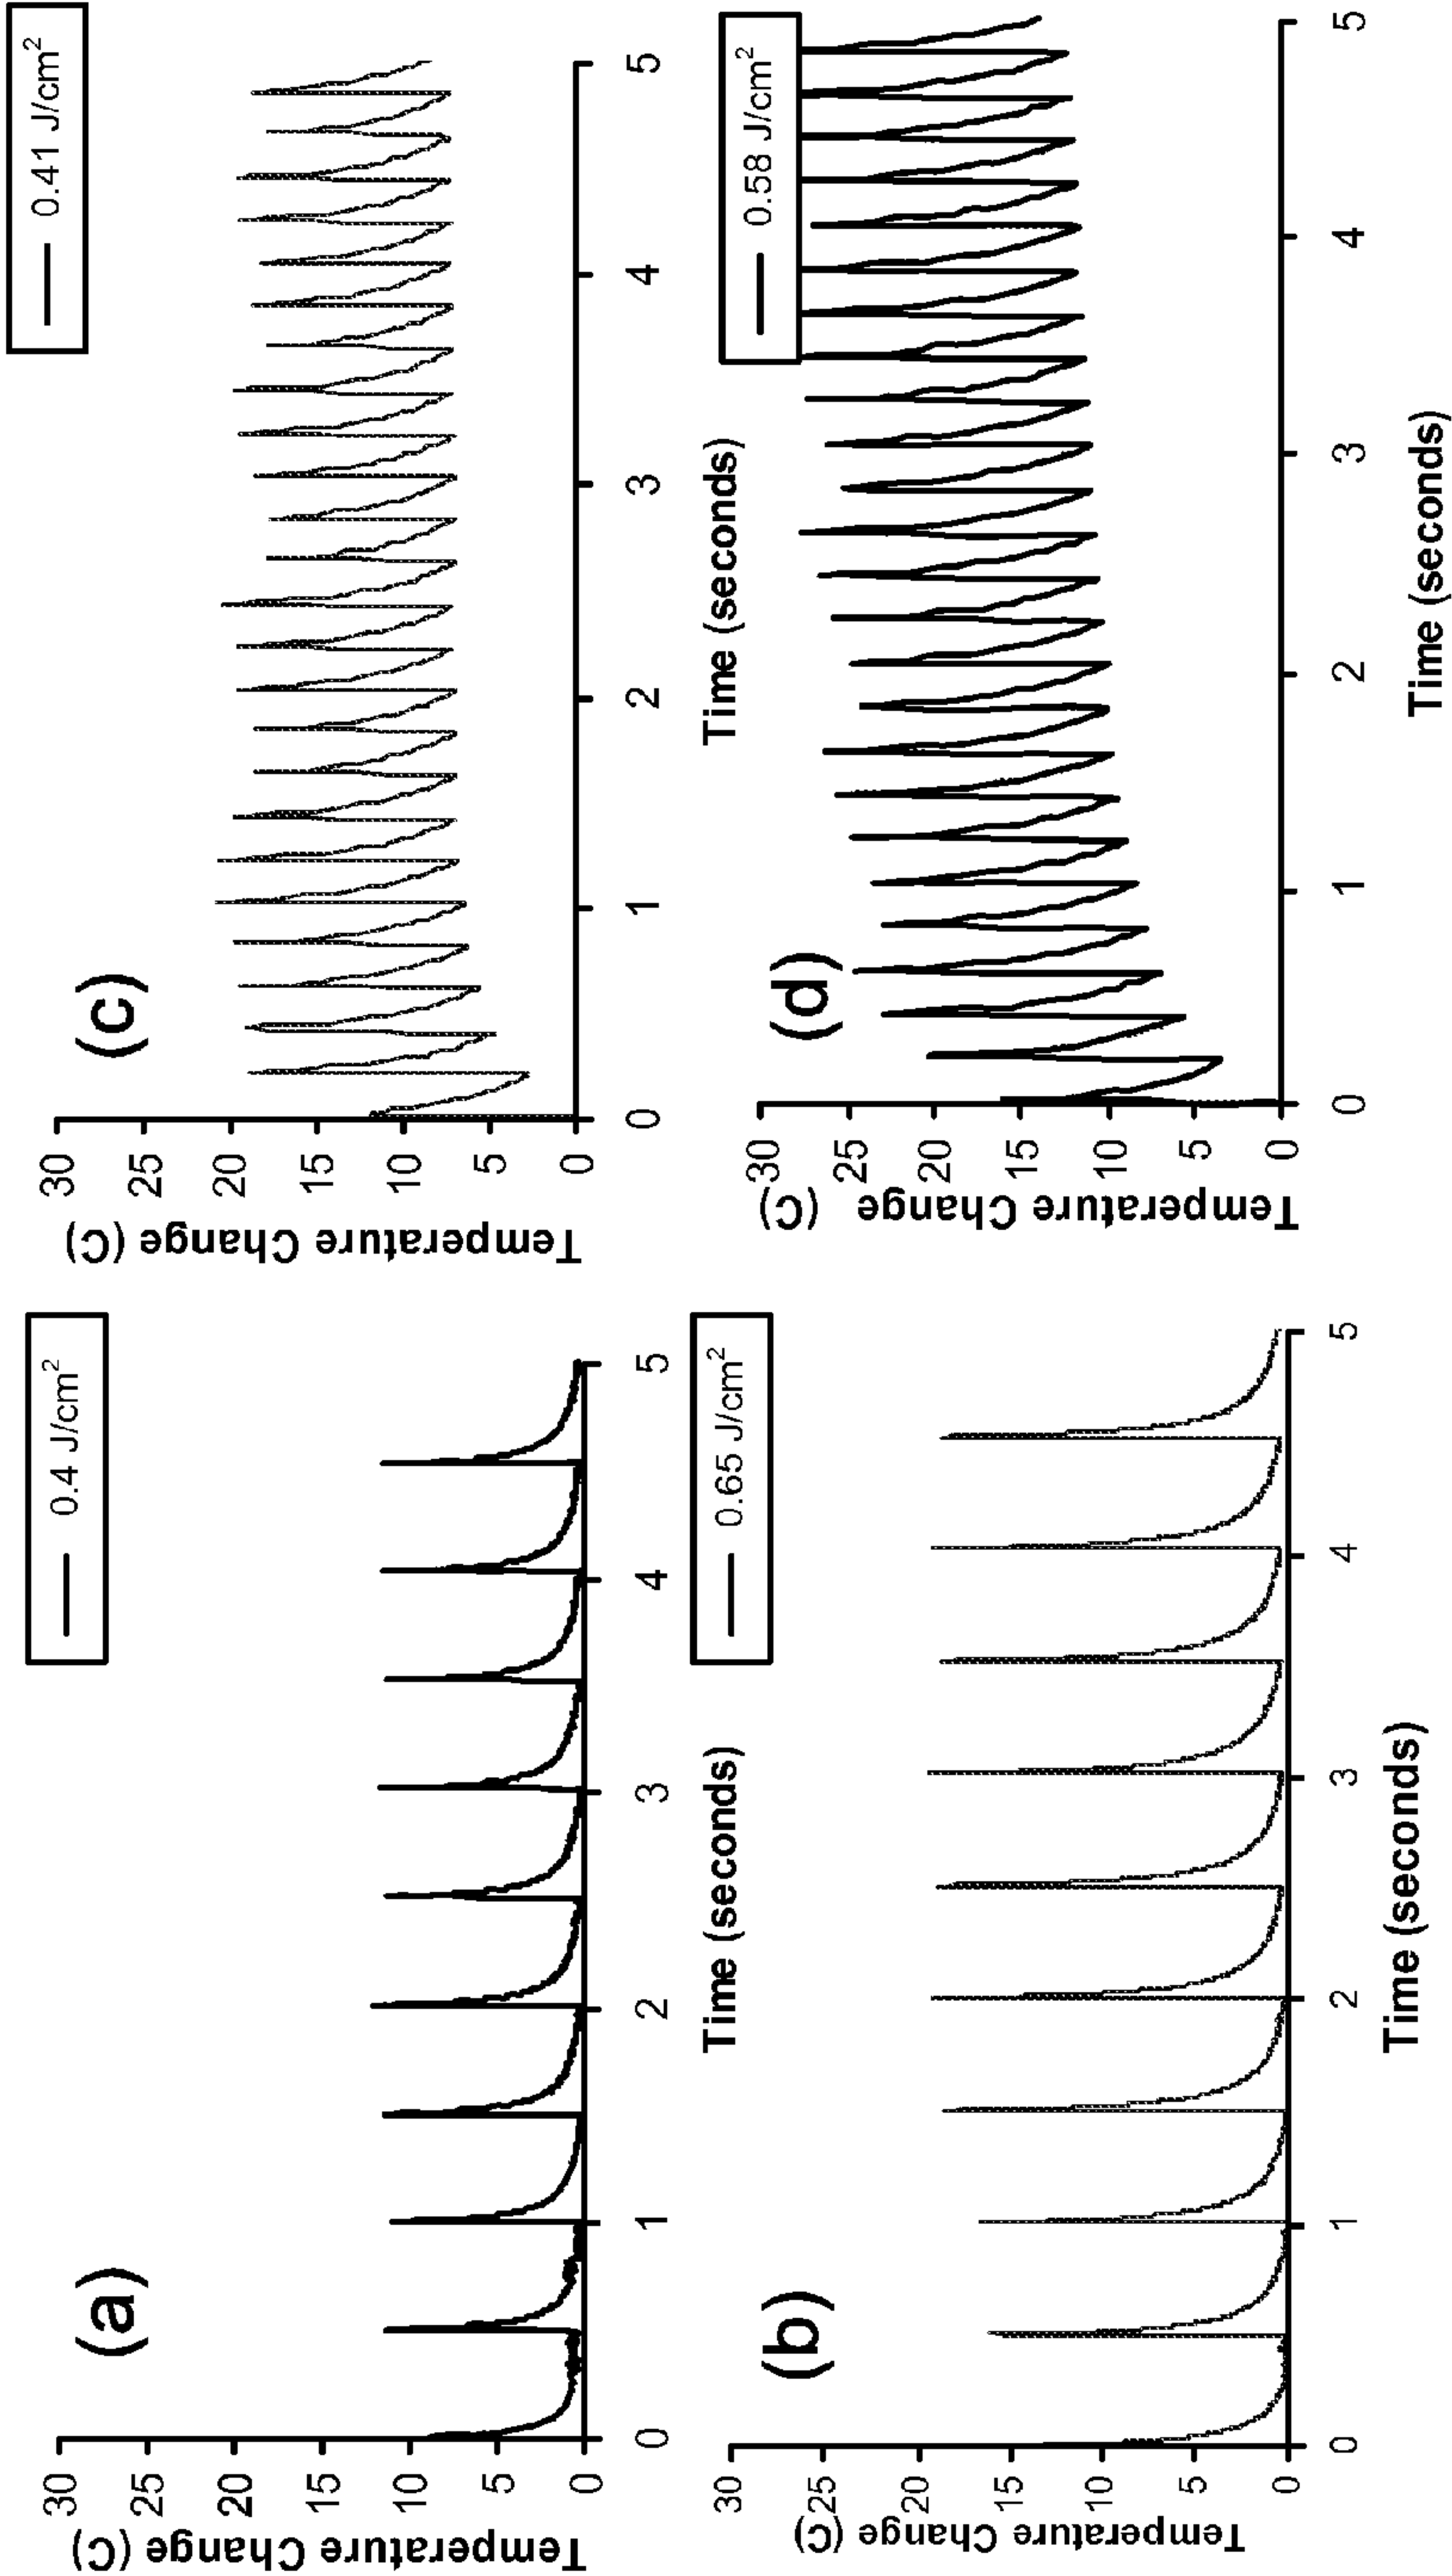 (a)
0.4 J/cm²
Temperature Change (C)
30
25
20
15
10
5
0
0 1 2 3 4 5
Time (seconds)
(b)
0.65 J/cm²
Temperature Change (C)
30
25
20
15
10
5
0
0 1 2 3 4 5
Time (seconds)
(c)
0.41 J/cm²
Temperature Change (C)
30
25
20
15
10
5
0
0 1 2 3 4 5
Time (seconds)
(d)
0.58 J/cm²
Temperature Change (C)
30
25
20
15
10
5
0
0 1 2 3 4 5
Time (seconds)